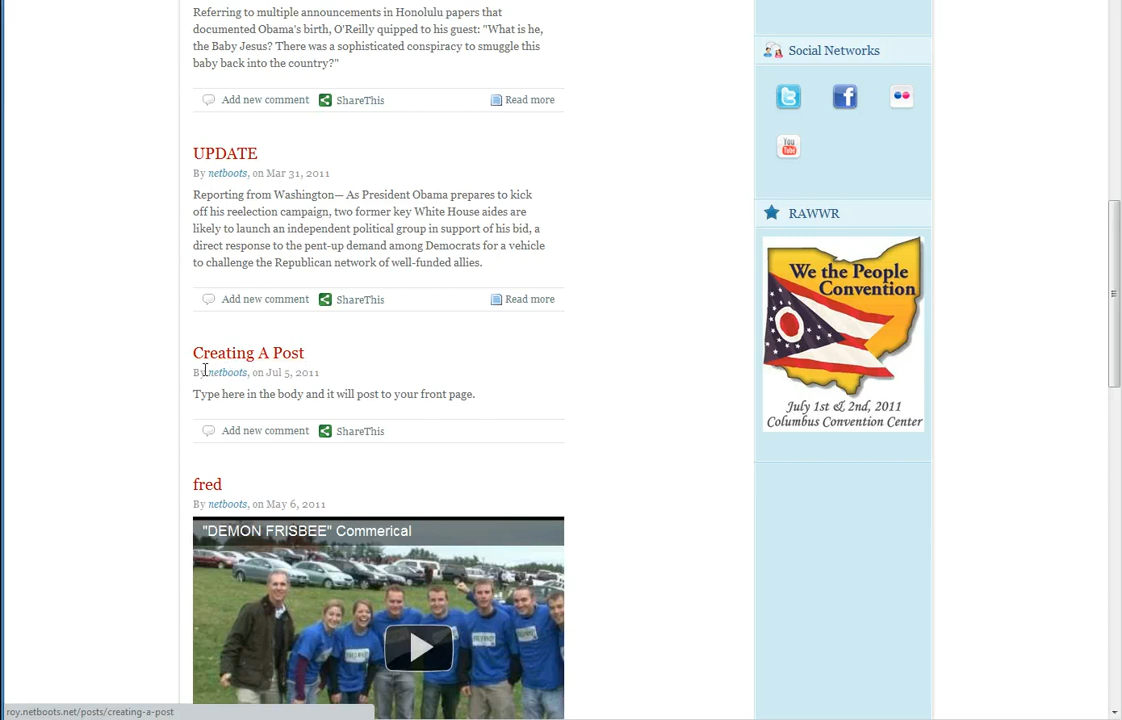 Referring to multiple announcements in Honolulu papers that
documented Obama's birth, O'Reilly quipped to his guest: "What is he,
the Baby Jesus? There was a sophisticated conspiracy to smuggle this
baby back into the country?"
Add new comment ShareThis Read more
UPDATE
By netboots, on Mar 31, 2011
Reporting from Washington— As President Obama prepares to kick
off his reelection campaign, two former key White House aides are
likely to launch an independent political group in support of his bid, a
direct response to the pent-up demand among Democrats for a vehicle
to challenge the Republican network of well-funded allies.
Add new comment ShareThis Read more
Creating A Post
By netboots, on Jul 5, 2011
Type here in the body and it will post to your front page.
Add new comment ShareThis
fred
By netboots, on May 6, 2011
"DEMON FRISBEE" Commerical
roy.netboots.net/posts/creating-a-post
Social Networks
You
Tube
RAWWR
We the People
Convention
July 1st & 2nd, 2011
Columbus Convention Center